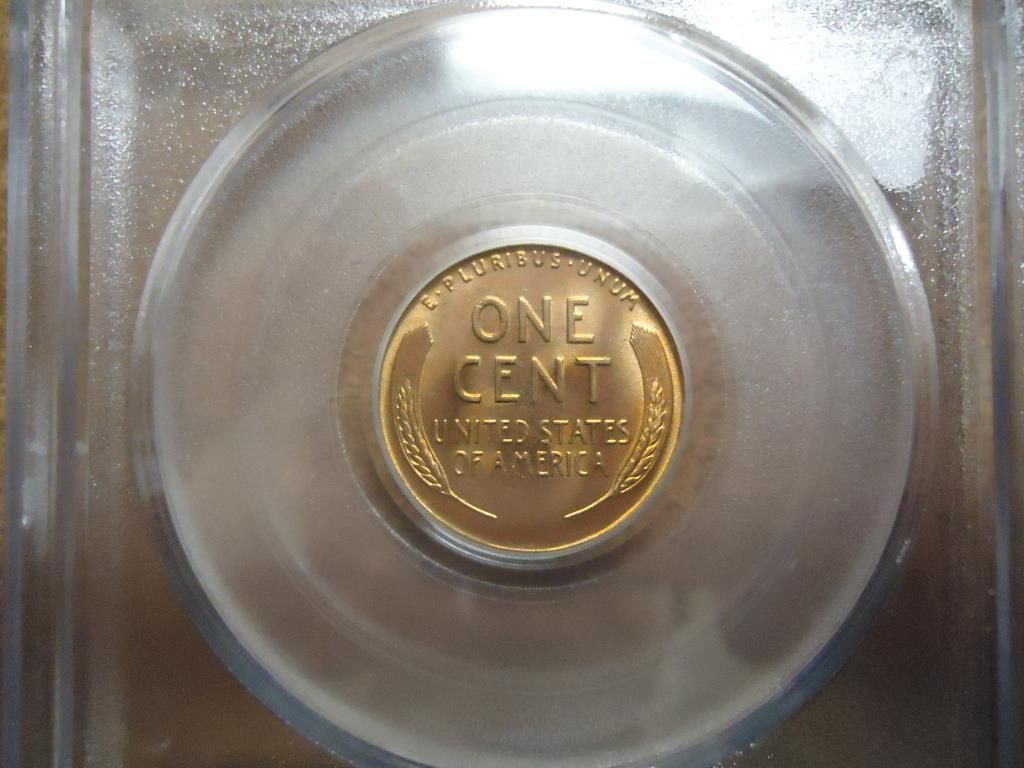 E·PLURIBUS·UNUM
ONE
CENT
UNITED STATES
OF AMERICA